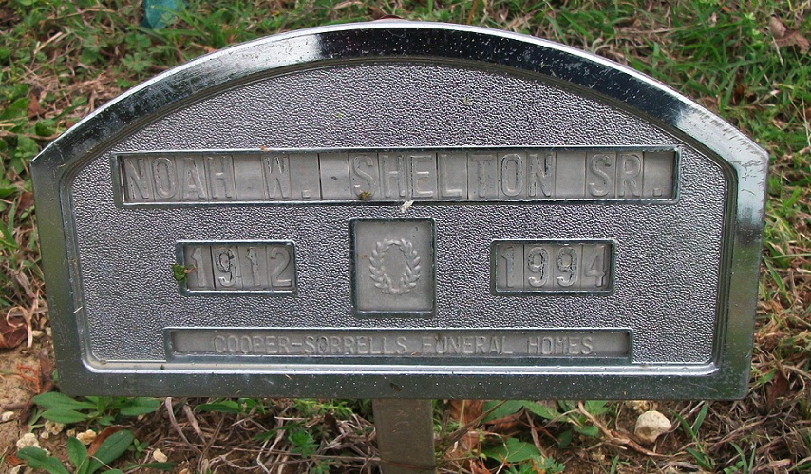 NOAH W. SHELTON SR.
1912 1994
COOPER-SORRELLS FUNERAL HOMES